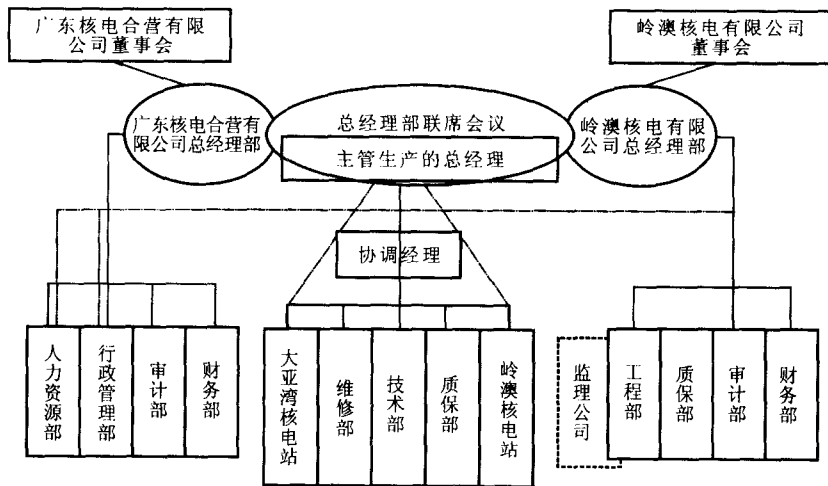 广东核电合营有限
公司董事会
岭澳核电有限公司
董事会
广东核电合营有
限公司总经理部
总经理部联席会议
主管生产的总经理
岭澳核电有限
公司总经理部
协调经理
人力资源部
行政管理部
审计部
财务部
大亚湾核电站
维修部
技术部
质保部
岭澳核电站
监理公司
工程部
质保部
审计部
财务部